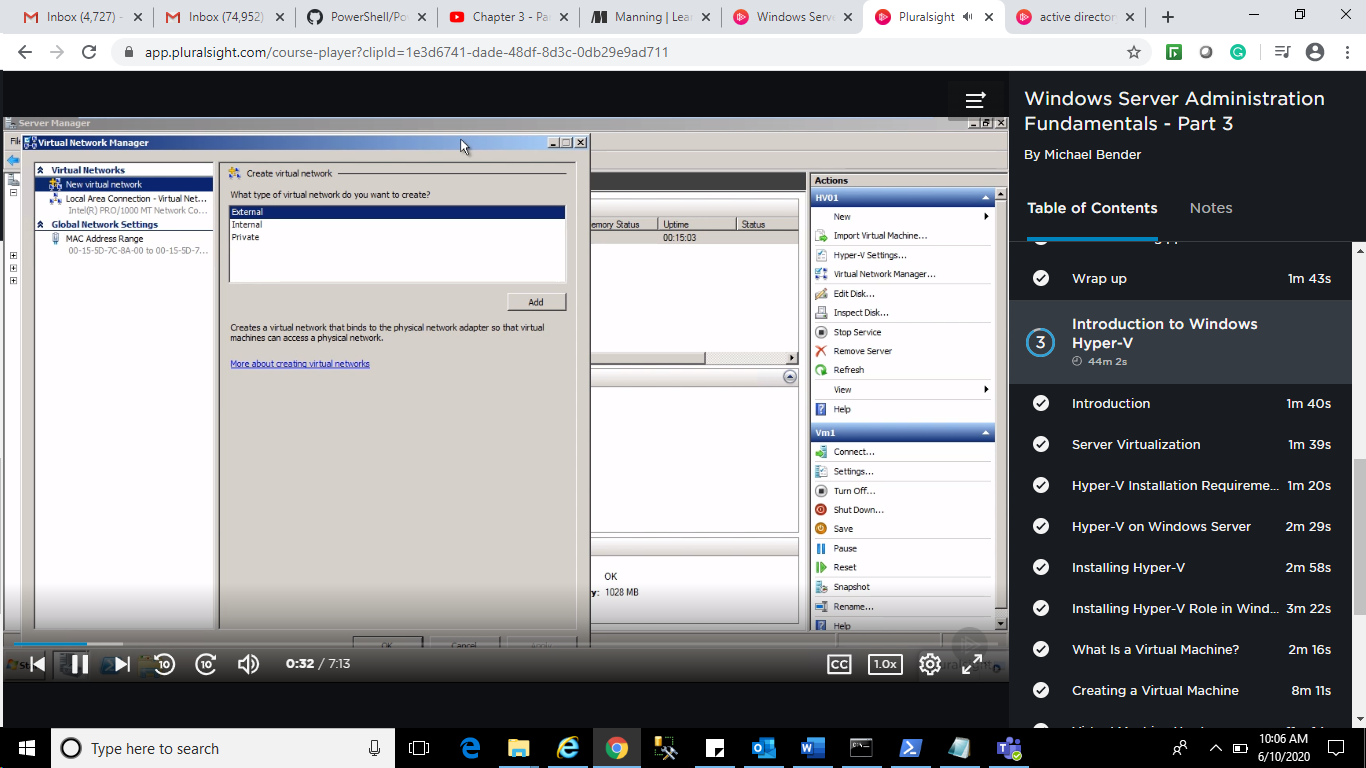 Inbox (4,727) -
Inbox (74,952)
PowerShell/Po
Chapter 3 - Pa
Manning | Lea
Windows Serv
Pluralsight
active director
app.pluralsight.com/course-player?clipId=1e3d6741-dade-48df-8d3c-0db29e9ad711
Server Manager
Virtual Network Manager
Virtual Networks
New virtual network
Local Area Connection - Virtual Net...
Intel(R) PRO/1000 MT Network Co...
Global Network Settings
MAC Address Range
00-15-5D-7C-8A-00 to 00-15-5D-7...
Create virtual network
What type of virtual network do you want to create?
External
Internal
Private
Add
Creates a virtual network that binds to the physical network adapter so that virtual
machines can access a physical network.
More about creating virtual networks
OK
Cancel
Apply
emory Status
Uptime
Status
00:15:03
OK
y: 1028 MB
Actions
HV01
New
Import Virtual Machine...
Hyper-V Settings...
Virtual Network Manager...
Edit Disk...
Inspect Disk...
Stop Service
Remove Server
Refresh
View
Help
Vm1
Connect...
Settings...
Turn Off...
Shut Down...
Save
Pause
Reset
Snapshot
Rename...
Help
10
10
0:32 / 7:13
CC
1.0x
Windows Server Administration
Fundamentals - Part 3
By Michael Bender
Table of Contents
Notes
Wrap up
1m 43s
3
Introduction to Windows
Hyper-V
44m 2s
Introduction
1m 40s
Server Virtualization
1m 39s
Hyper-V Installation Requireme...
1m 20s
Hyper-V on Windows Server
2m 29s
Installing Hyper-V
2m 58s
Installing Hyper-V Role in Wind...
3m 22s
What Is a Virtual Machine?
2m 16s
Creating a Virtual Machine
8m 11s
Type here to search
10:06 AM
6/10/2020